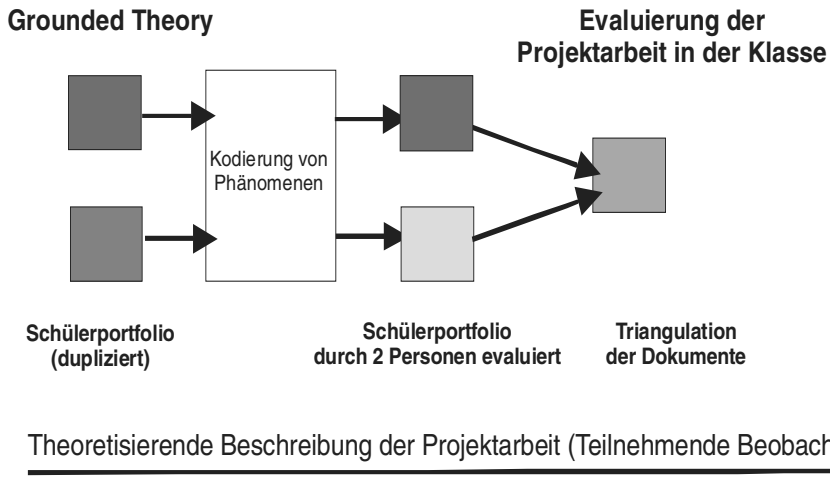 Grounded Theory
Evaluierung der
Projektarbeit in der Klasse
Kodierung von
Phänomenen
Schülerportfolio
(dupliziert)
Schülerportfolio
durch 2 Personen evaluiert
Triangulation
der Dokumente
Theoretisierende Beschreibung der Projektarbeit (Teilnehmende Beobach